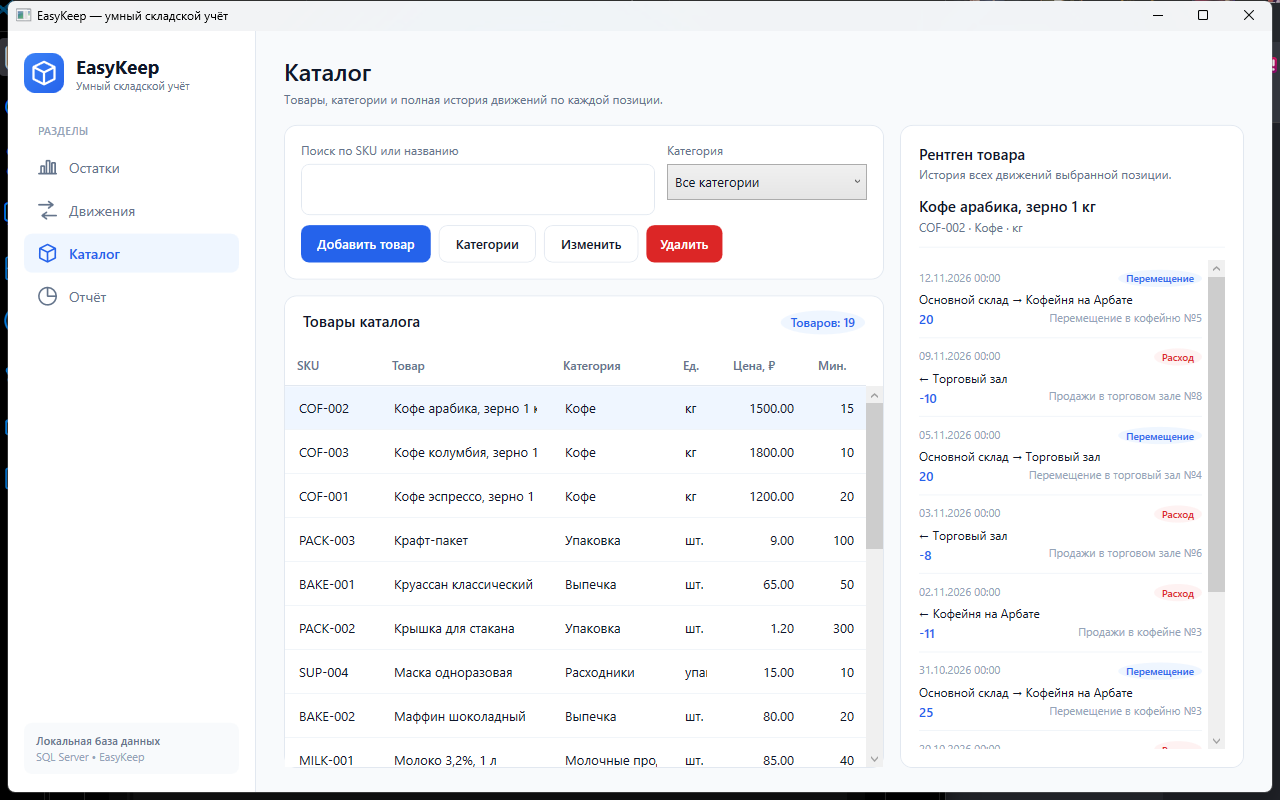 EasyKeep — умный складской учёт
EasyKeep
Умный складской учёт
РАЗДЕЛЫ
Остатки
Движения
Каталог
Отчёт
Локальная база данных
SQL Server • EasyKeep
Каталог
Товары, категории и полная история движений по каждой позиции.
Поиск по SKU или названию
Категория
Все категории
Добавить товар Категории Изменить Удалить
Товары каталога Товаров: 19
SKU Товар Категория Ед. Цена, ₽ Мин.
COF-002 Кофе арабика, зерно 1 Кофе кг 1500.00 15
COF-003 Кофе колумбия, зерно 1 Кофе кг 1800.00 10
COF-001 Кофе эспрессо, зерно 1 Кофе кг 1200.00 20
PACK-003 Крафт-пакет Упаковка шт. 9.00 100
BAKE-001 Круассан классический Выпечка шт. 65.00 50
PACK-002 Крышка для стакана Упаковка шт. 1.20 300
SUP-004 Маска одноразовая Расходники упа 15.00 10
BAKE-002 Маффин шоколадный Выпечка шт. 80.00 20
MILK-001 Молоко 3,2%, 1 л Молочные про, шт. 85.00 40
Рентген товара
История всех движений выбранной позиции.
Кофе арабика, зерно 1 кг
COF-002 · Кофе · кг
12.11.2026 00:00 Перемещение
Основной склад → Кофейня на Арбате
20 Перемещение в кофейню №5
09.11.2026 00:00 Расход
← Торговый зал
-10 Продажи в торговом зале №8
05.11.2026 00:00 Перемещение
Основной склад → Торговый зал
20 Перемещение в торговый зал №4
03.11.2026 00:00 Расход
← Торговый зал
-8 Продажи в торговом зале №6
02.11.2026 00:00 Расход
← Кофейня на Арбате
-11 Продажи в кофейне №3
31.10.2026 00:00 Перемещение
Основной склад → Кофейня на Арбате
25 Перемещение в кофейню №3